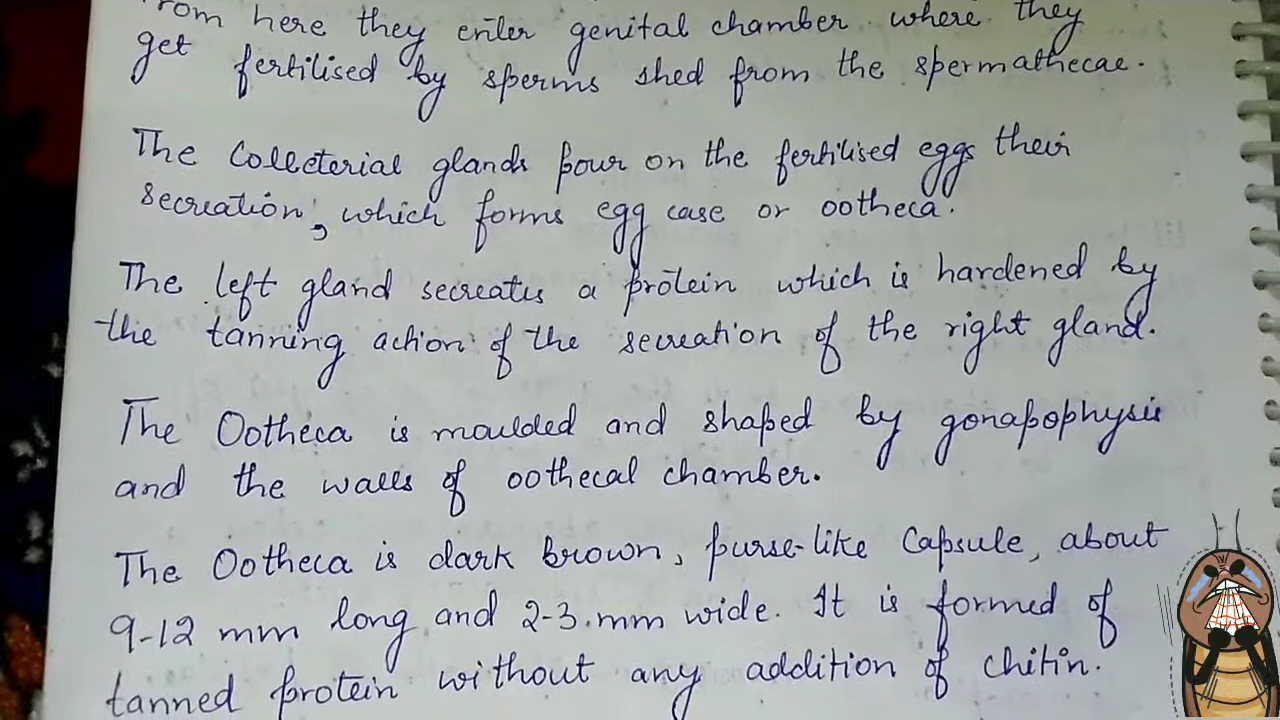 from here they enter genital chamber where they
get fertilised by sperms shed from the spermathecae.
The Colleterial glands pour on the fertilised eggs their
secreation, which forms egg case or ootheca.
The left gland secreates a protein which is hardened by
the tanning action of the secreation of the right gland.
The Ootheca is moulded and shaped by gonapophysis
and the walls of oothecal chamber.
The Ootheca is dark brown, purse-like Capsule, about
9-12 mm long and 2-3.mm wide. It is formed of
tanned protein without any addition of chitin.